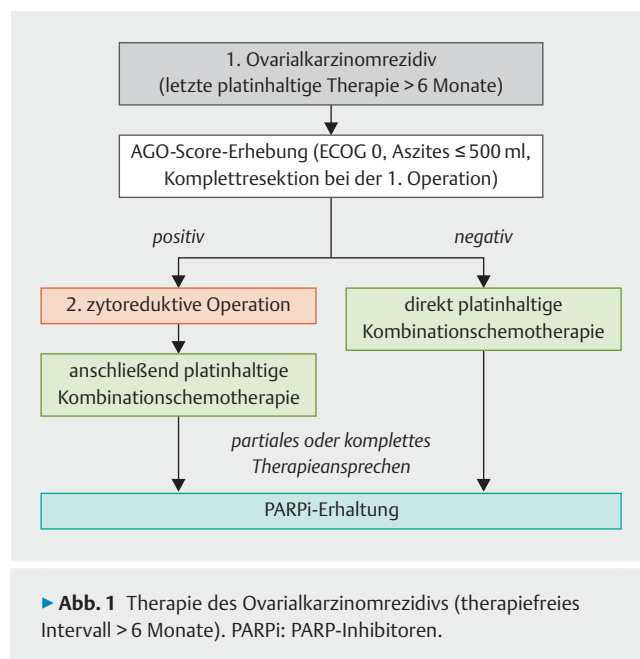 1. Ovarialkarzinomrezidiv
(letzte platinhaltige Therapie > 6 Monate)
AGO-Score-Erhebung (ECOG 0, Aszites ≤ 500 ml,
Komplettresektion bei der 1. Operation)
positiv
negativ
2. zytoreduktive Operation
direkt platinhaltige
Kombinationschemotherapie
anschließend platinhaltige
Kombinationschemotherapie
partiales oder komplettes
Therapieansprechen
PARPi-Erhaltung
▶ Abb. 1 Therapie des Ovarialkarzinomrezidivs (therapiefreies
Intervall > 6 Monate). PARPi: PARP-Inhibitoren.